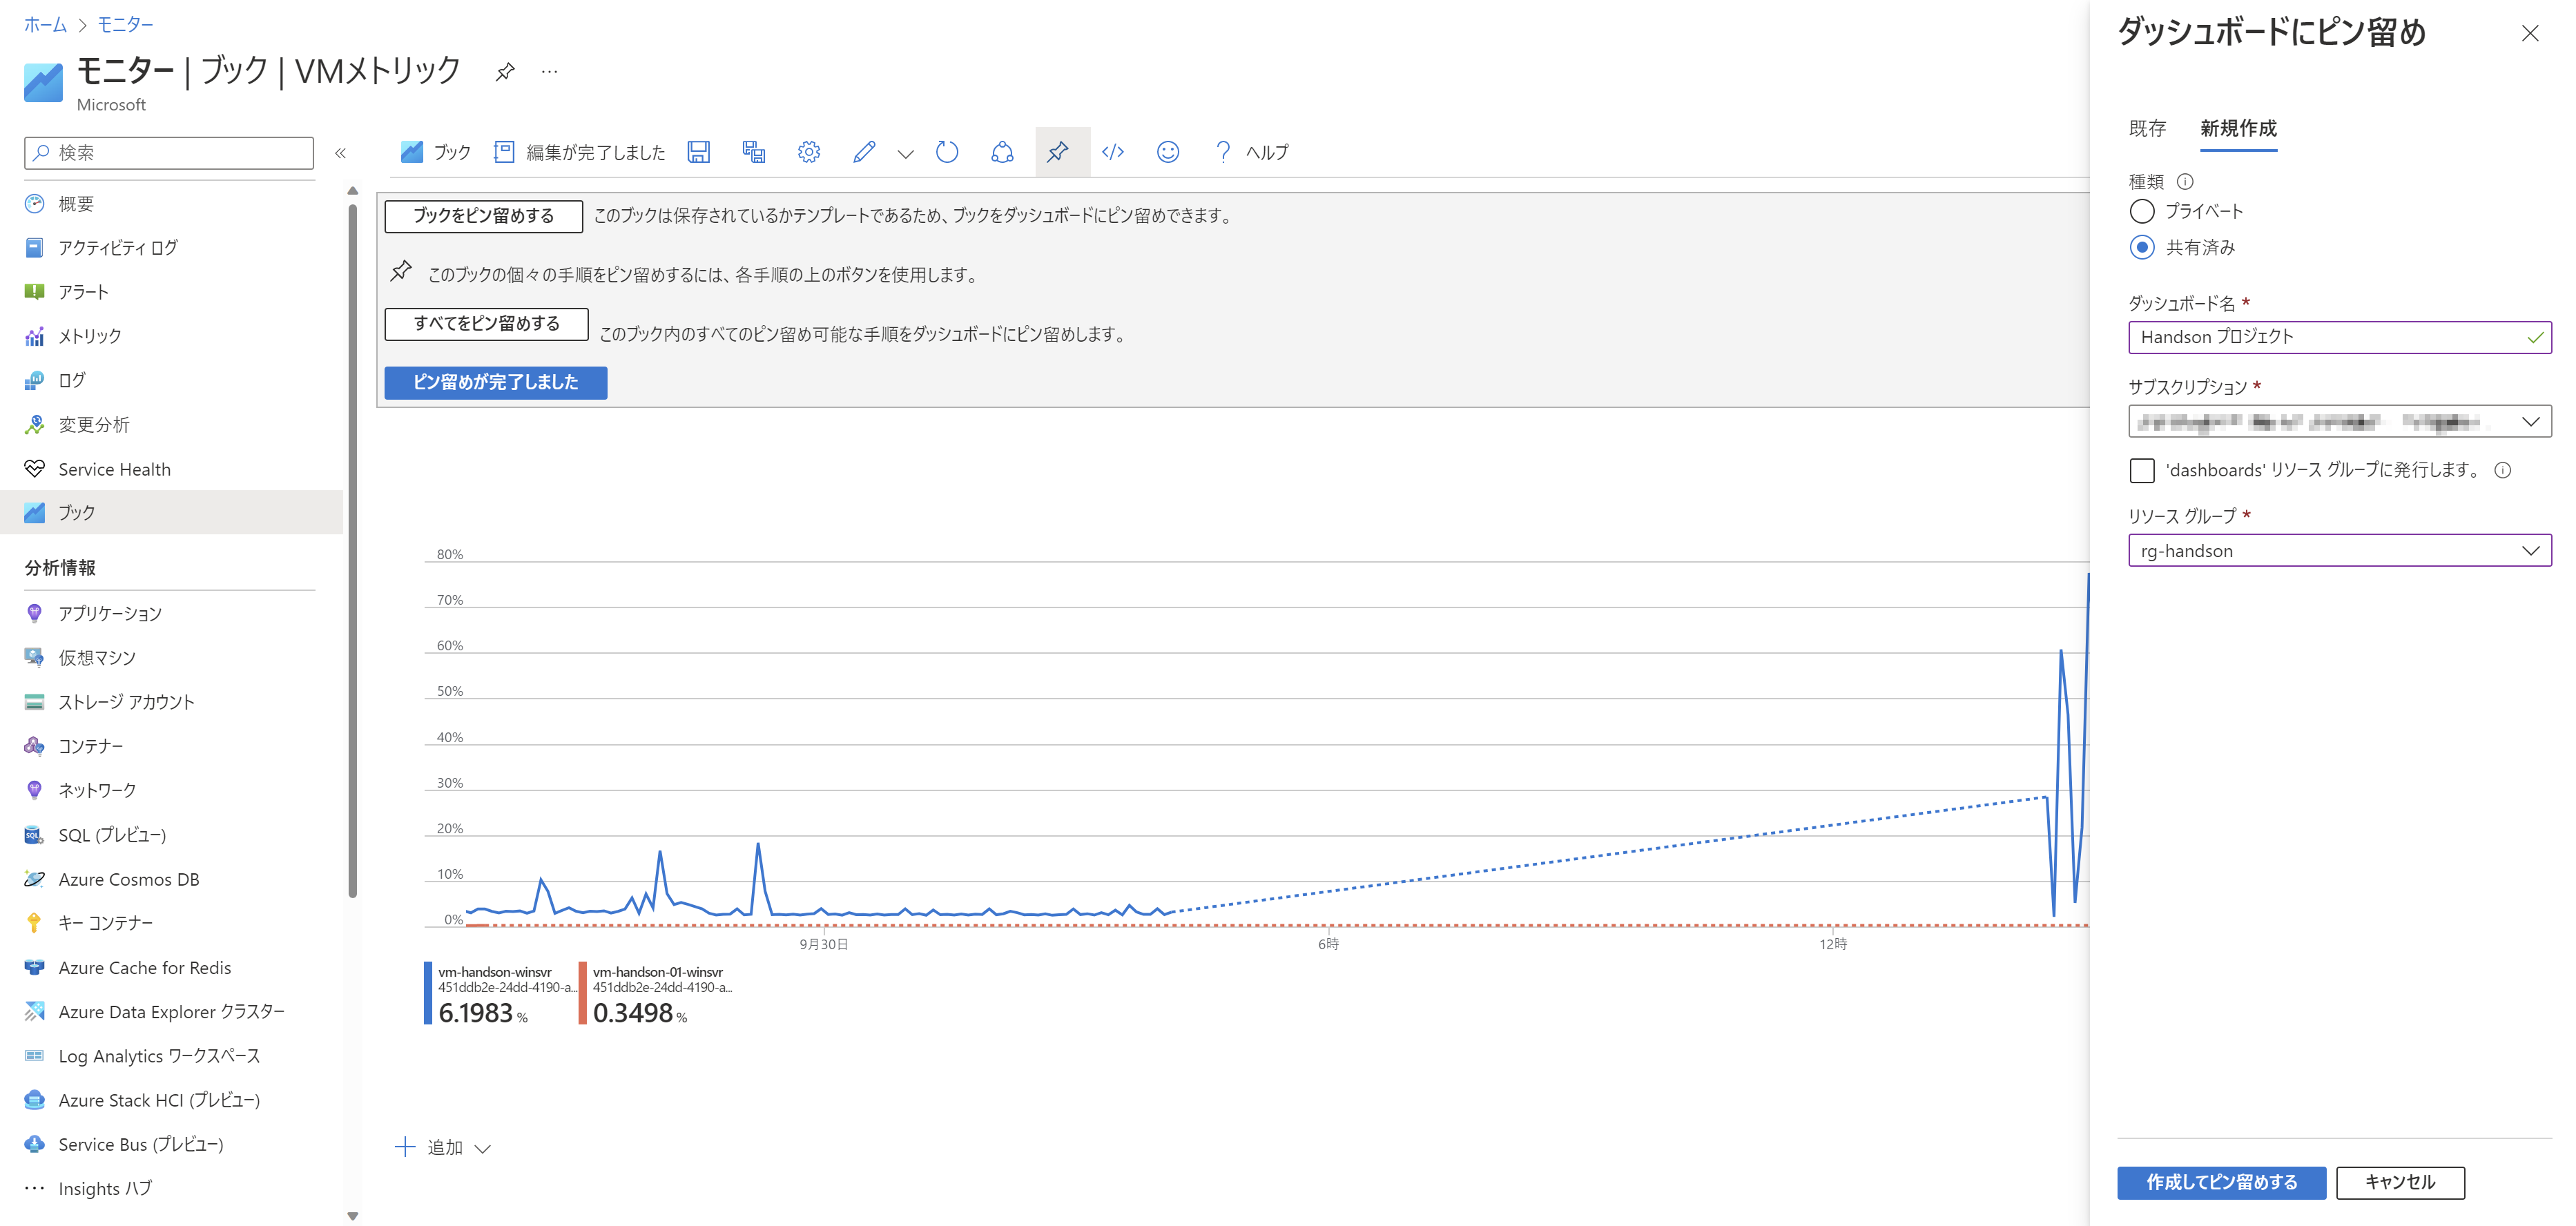 ホーム > モニター
モニター | ブック | VMメトリック ...
Microsoft
検索
«
概要
アクティビティ ログ
アラート
メトリック
ログ
変更分析
Service Health
ブック
分析情報
アプリケーション
仮想マシン
ストレージ アカウント
コンテナー
ネットワーク
SQL (プレビュー)
Azure Cosmos DB
キー コンテナー
Azure Cache for Redis
Azure Data Explorer クラスター
Log Analytics ワークスペース
Azure Stack HCI (プレビュー)
Service Bus (プレビュー)
Insights ハブ
ブック 編集が完了しました ? ヘルプ
ブックをピン留めする このブックは保存されているかテンプレートであるため、ブックをダッシュボードにピン留めできます。
このブックの個々の手順をピン留めするには、各手順の上のボタンを使用します。
すべてをピン留めする このブック内のすべてのピン留め可能な手順をダッシュボードにピン留めします。
ピン留めが完了しました
80%
70%
60%
50%
40%
30%
20%
10%
0%
9月30日 6時 12時
vm-handson-winsvr
451ddb2e-24dd-4190-a...
6.1983 %
vm-handson-01-winsvr
451ddb2e-24dd-4190-a...
0.3498 %
追加
ダッシュボードにピン留め
既存 新規作成
種類
プライベート
共有済み
ダッシュボード名 *
Handson プロジェクト
サブスクリプション *
'dashboards' リソース グループに発行します。
リソース グループ *
rg-handson
作成してピン留めする キャンセル